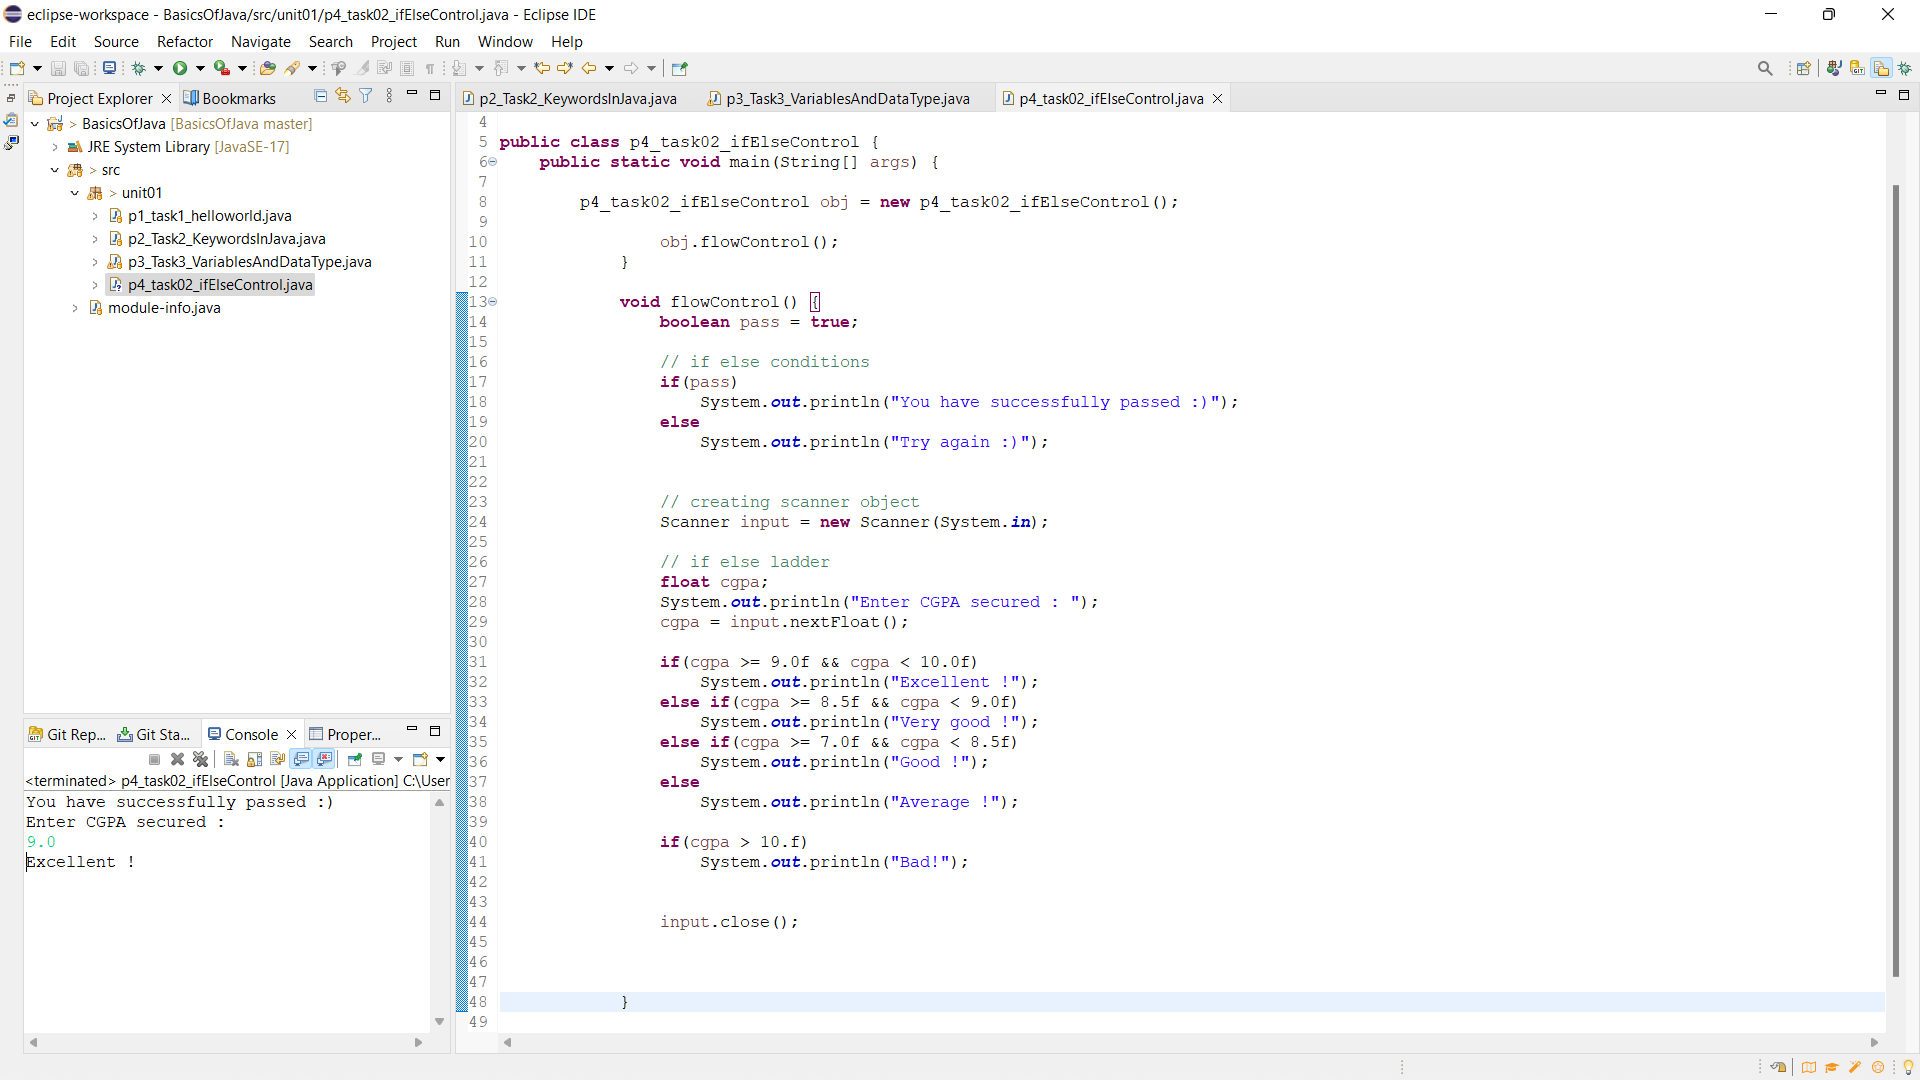 eclipse-workspace - BasicsOfJava/src/unit01/p4_task02_ifElseControl.java - Eclipse IDE
File Edit Source Refactor Navigate Search Project Run Window Help
Project Explorer Bookmarks
BasicsOfJava [BasicsOfJava master]
JRE System Library [JavaSE-17]
src
unit01
p1_task1_helloworld.java
p2_Task2_KeywordsInJava.java
p3_Task3_VariablesAndDataType.java
p4_task02_ifElseControl.java
module-info.java
p2_Task2_KeywordsInJava.java p3_Task3_VariablesAndDataType.java p4_task02_ifElseControl.java
4
5 public class p4_task02_ifElseControl {
6 public static void main(String[] args) {
7
8 p4_task02_ifElseControl obj = new p4_task02_ifElseControl();
9
10 obj.flowControl();
11 }
12
13 void flowControl() {
14 boolean pass = true;
15
16 // if else conditions
17 if(pass)
18 System.out.println("You have successfully passed :)");
19 else
20 System.out.println("Try again :)");
21
22
23 // creating scanner object
24 Scanner input = new Scanner(System.in);
25
26 // if else ladder
27 float cgpa;
28 System.out.println("Enter CGPA secured : ");
29 cgpa = input.nextFloat();
30
31 if(cgpa >= 9.0f && cgpa < 10.0f)
32 System.out.println("Excellent !");
33 else if(cgpa >= 8.5f && cgpa < 9.0f)
34 System.out.println("Very good !");
35 else if(cgpa >= 7.0f && cgpa < 8.5f)
36 System.out.println("Good !");
37 else
38 System.out.println("Average !");
39
40 if(cgpa > 10.f)
41 System.out.println("Bad!");
42
43
44 input.close();
45
46
47
48 }
49
Git Rep... Git Sta... Console Proper...
<terminated> p4_task02_ifElseControl [Java Application] C:\User
You have successfully passed :)
Enter CGPA secured :
9.0
Excellent !